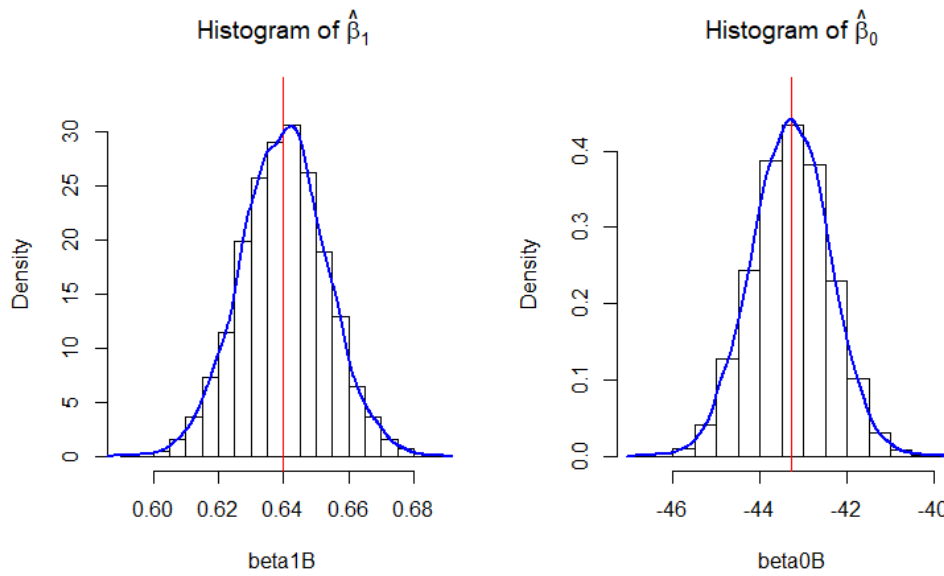 Histogram of β̂₁
Density
0 5 10 15 20 25 30
0.60 0.62 0.64 0.66 0.68
beta1B
Histogram of β̂₀
Density
0.0 0.1 0.2 0.3 0.4
-46 -44 -42 -40
beta0B